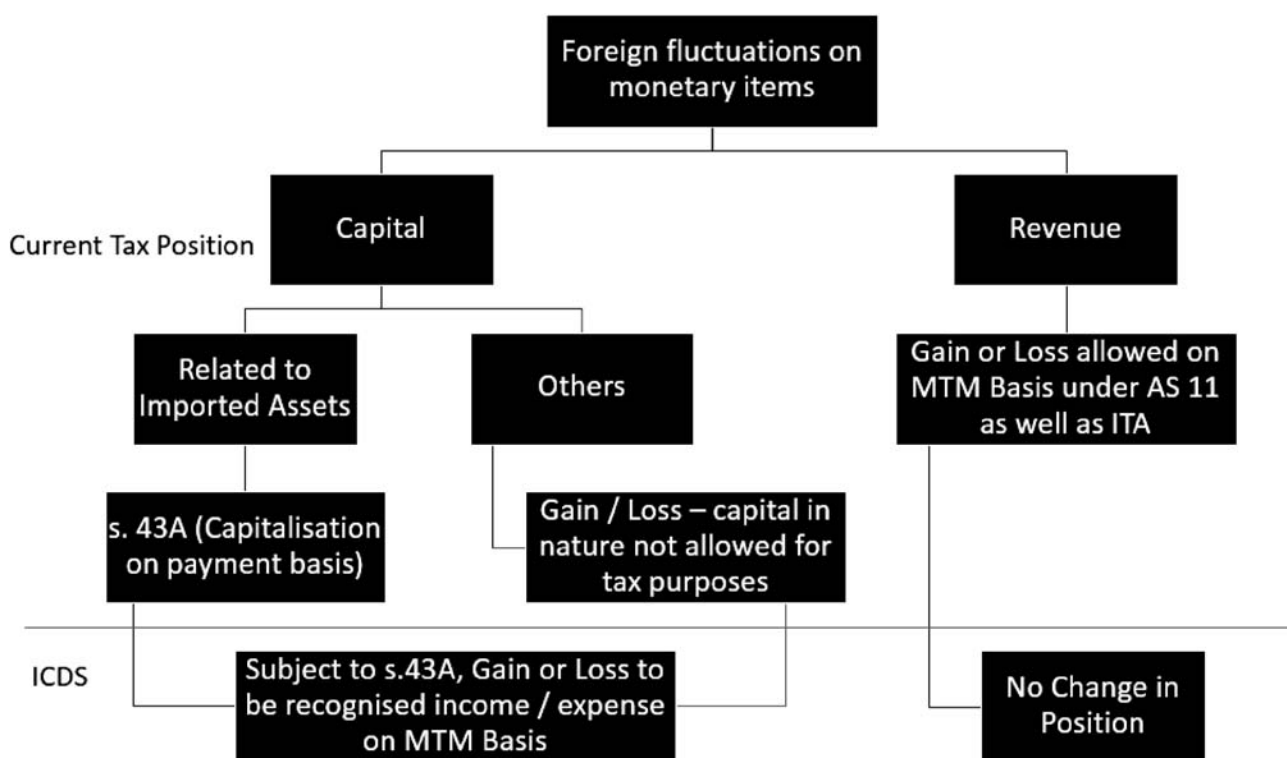 Foreign fluctuations on
monetary items
Current Tax Position
Capital
Revenue
Related to
Imported Assets
Others
Gain or Loss allowed on
MTM Basis under AS 11
as well as ITA
s. 43A (Capitalisation
on payment basis)
Gain / Loss – capital in
nature not allowed for
tax purposes
ICDS
Subject to s.43A, Gain or Loss to
be recognised income / expense
on MTM Basis
No Change in
Position